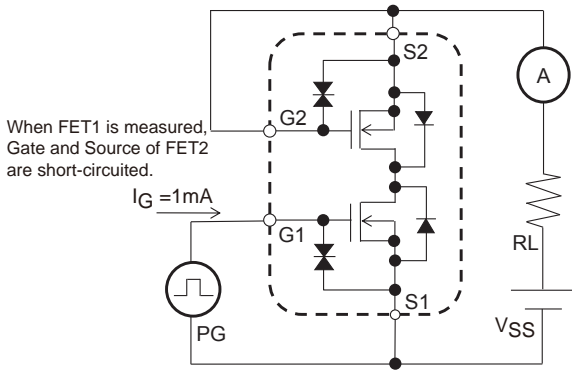 S2
A
G2
When FET1 is measured,
Gate and Source of FET2
are short-circuited.
IG =1mA
G1
RL
S1
VSS
PG